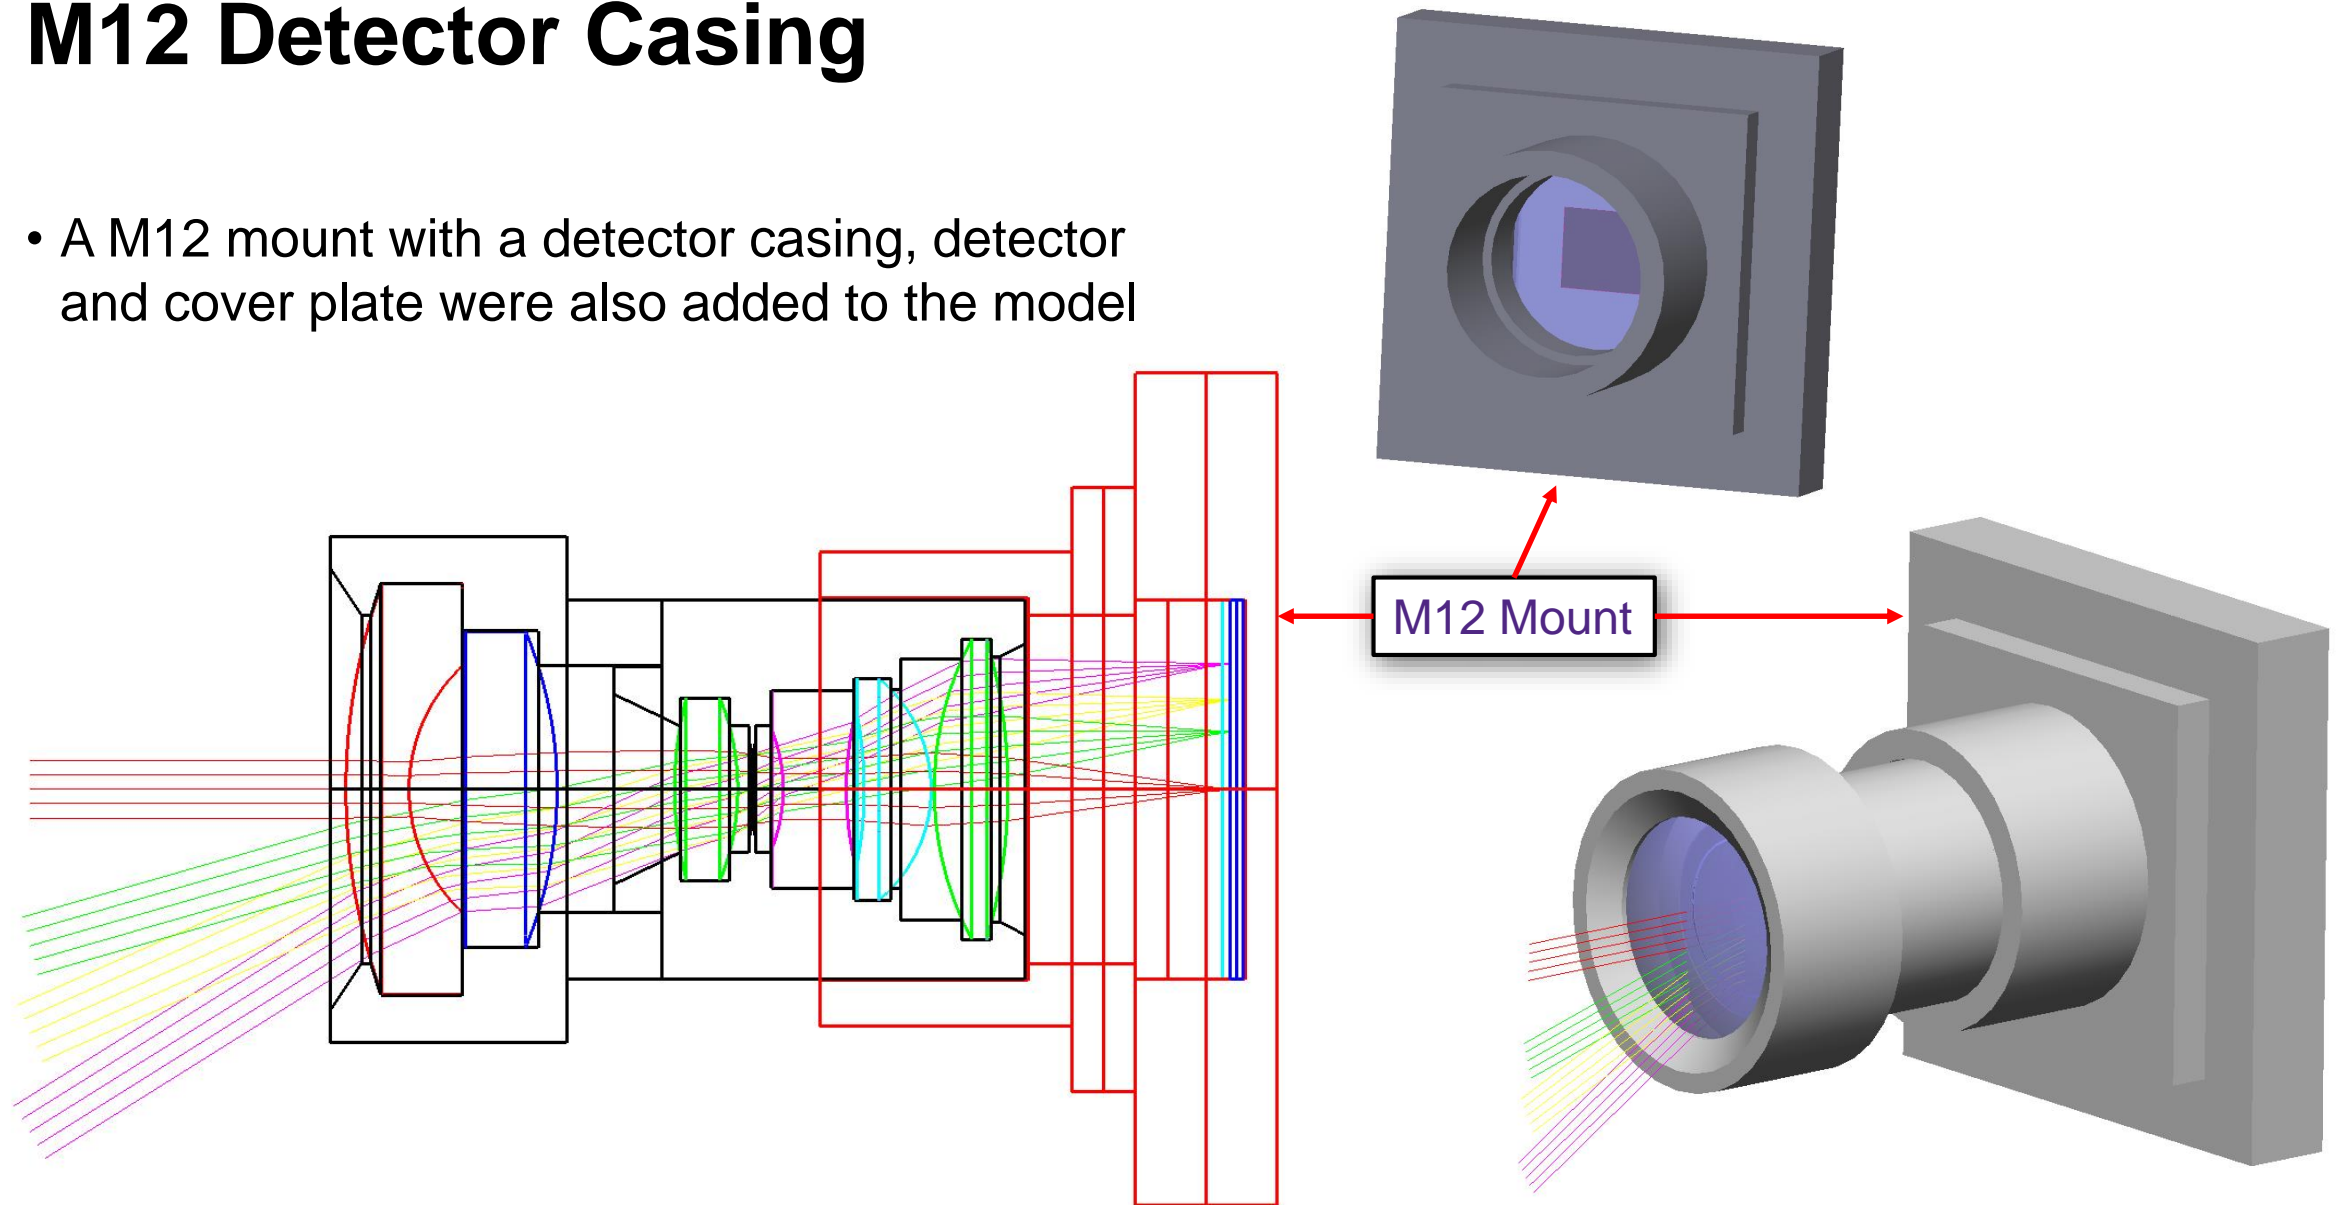 M12 Detector Casing
• A M12 mount with a detector casing, detector
and cover plate were also added to the model
M12 Mount